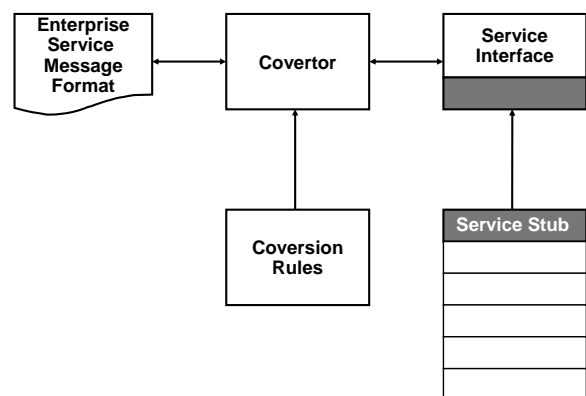 Enterprise
Service
Message
Format
Covertor
Service
Interface
Coversion
Rules
Service Stub